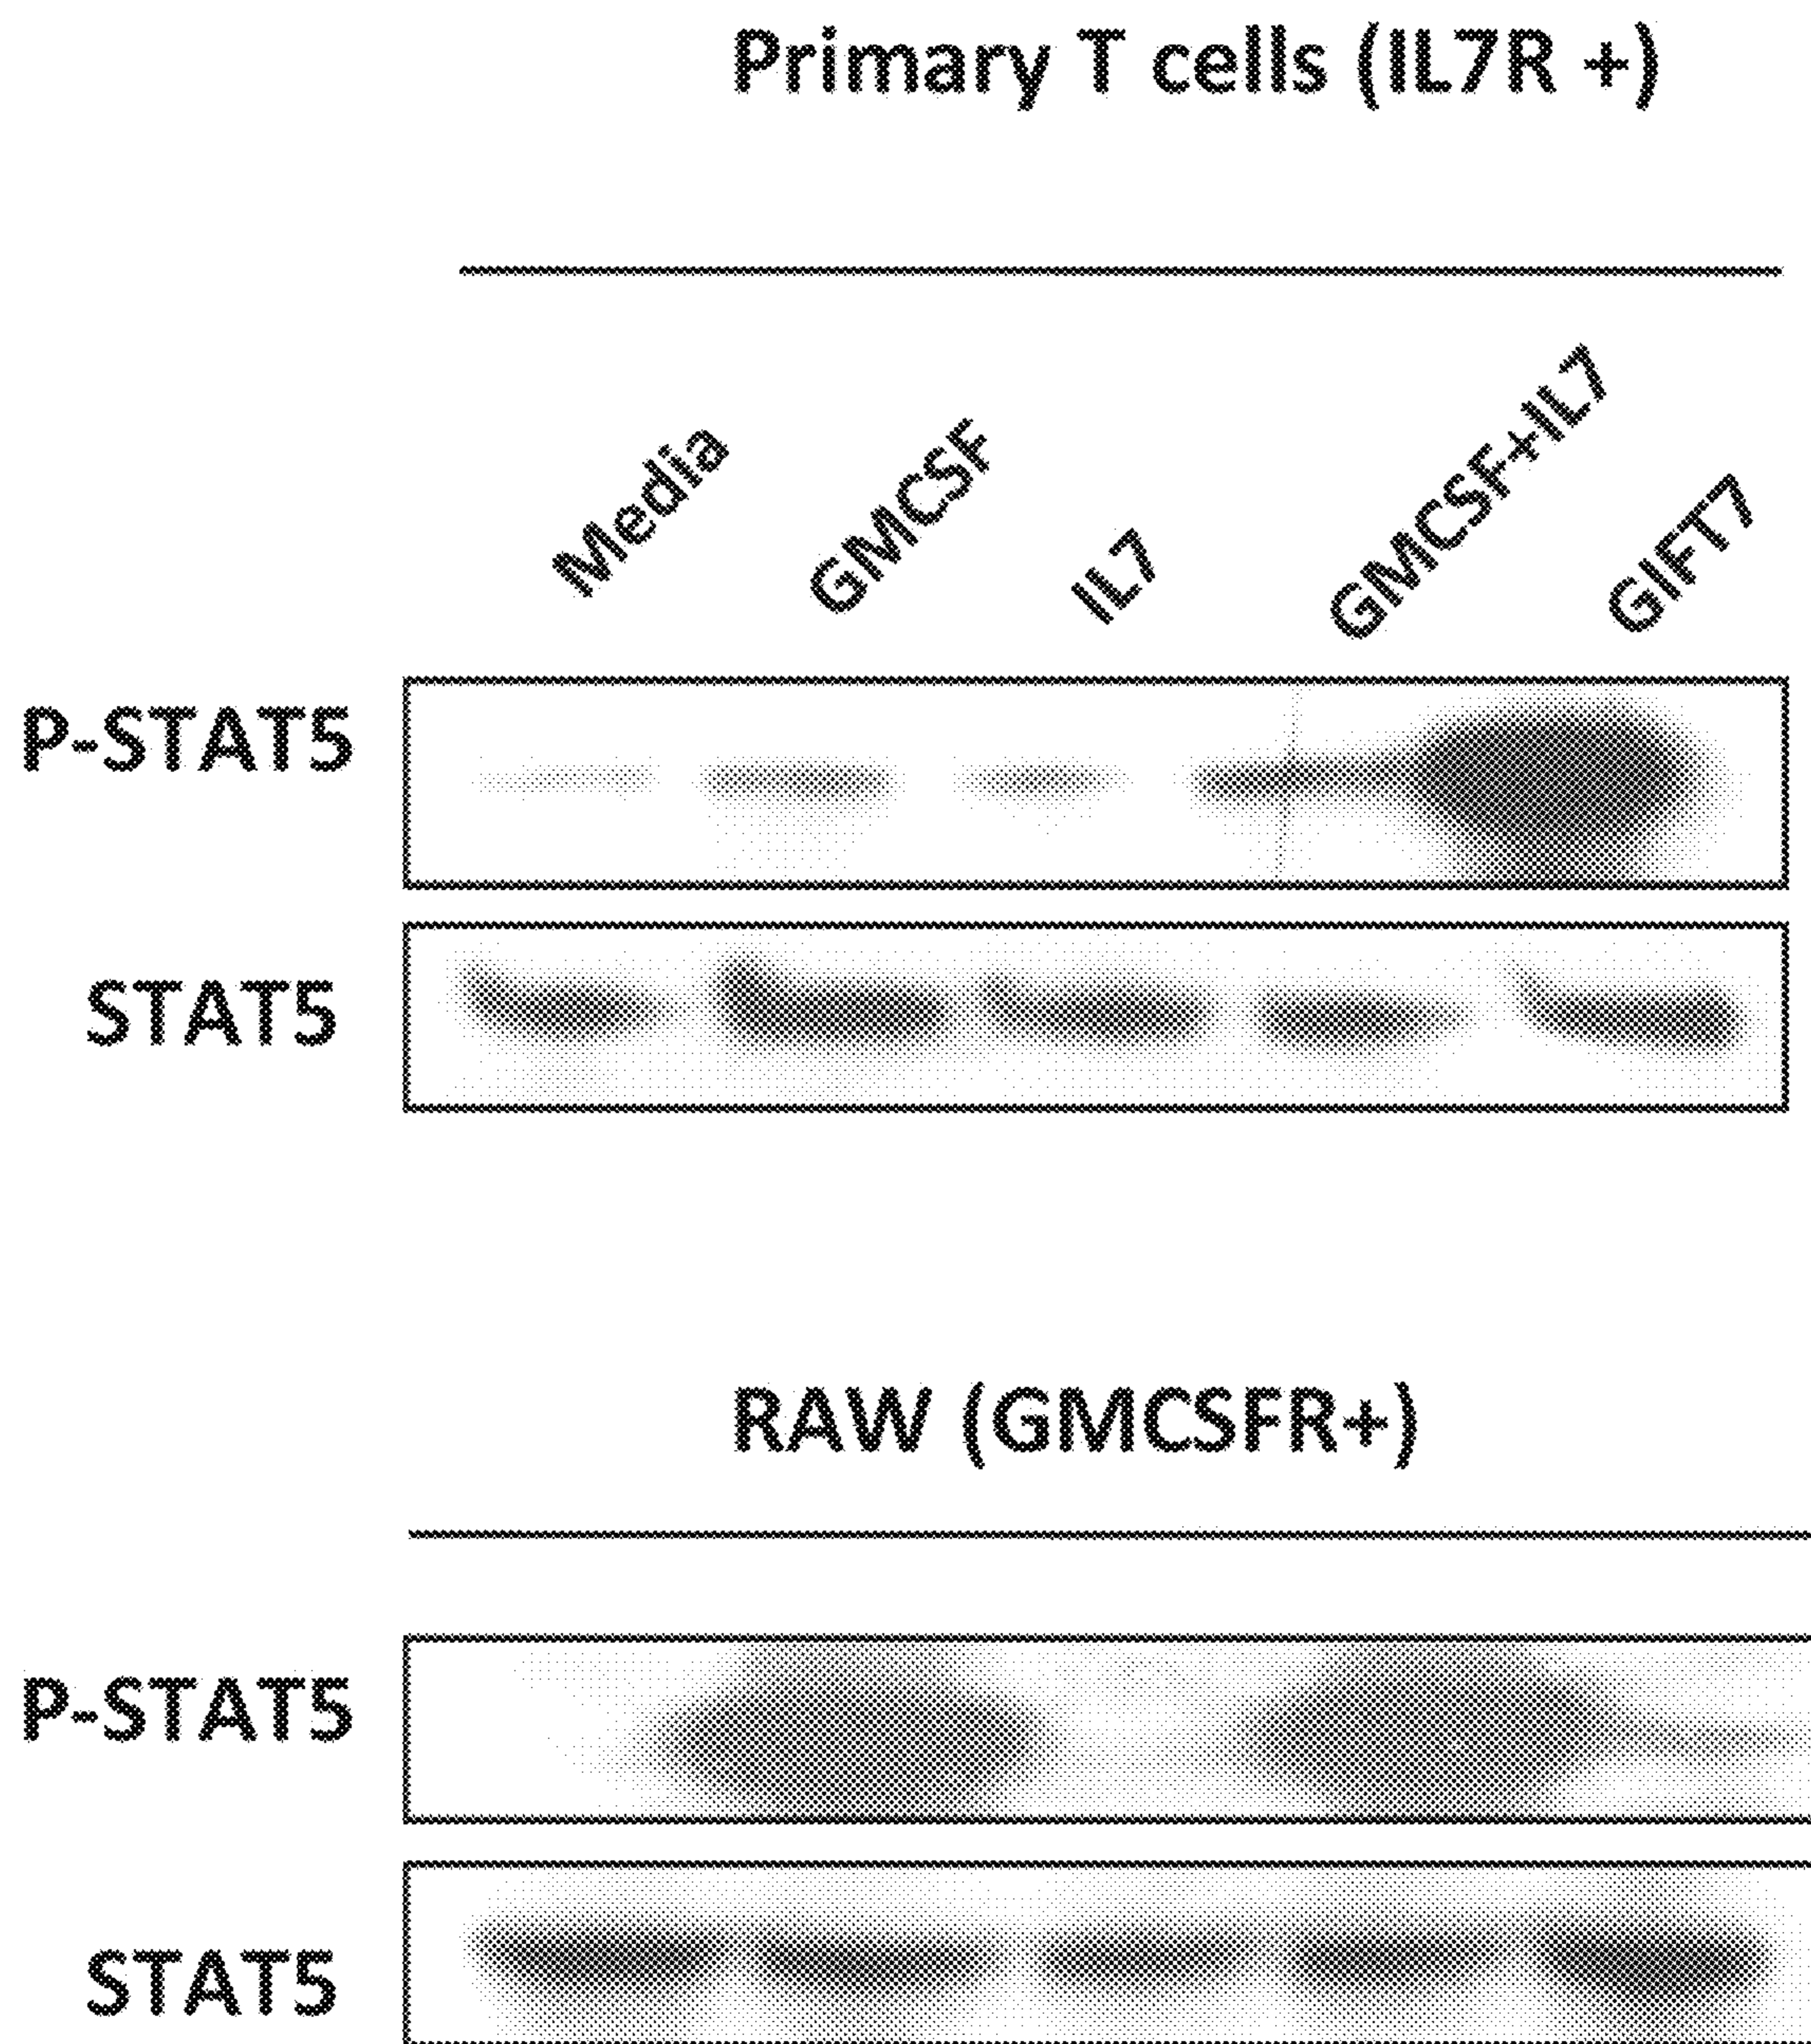 Primary T cells (IL7R +)
Media
GMCSF
IL7
GMCSF+IL7
GIFT7
P-STAT5
STAT5
RAW (GMCSFR+)
P-STAT5
STAT5